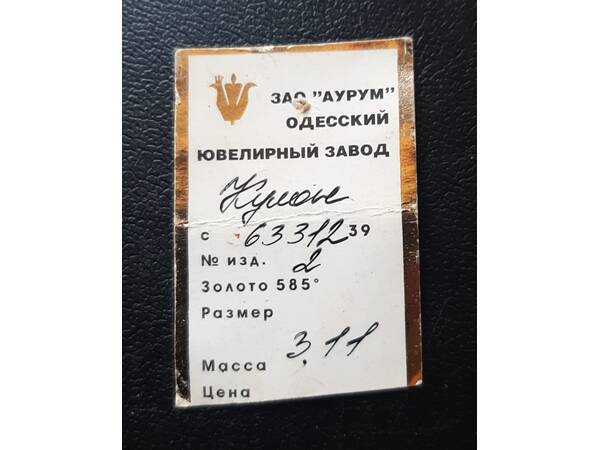 ЗАО "АУРУМ"
ОДЕССКИЙ
ЮВЕЛИРНЫЙ ЗАВОД
Кулон
с 6331239
№ изд. 2
Золото 585°
Размер
Масса 3.11
Цена